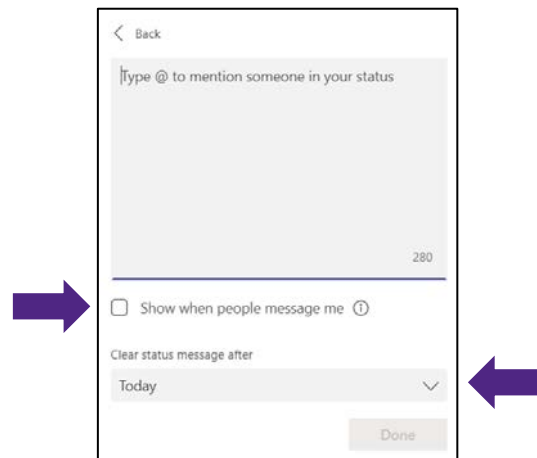 Back
Type @ to mention someone in your status
280
Show when people message me
Clear status message after
Today
Done